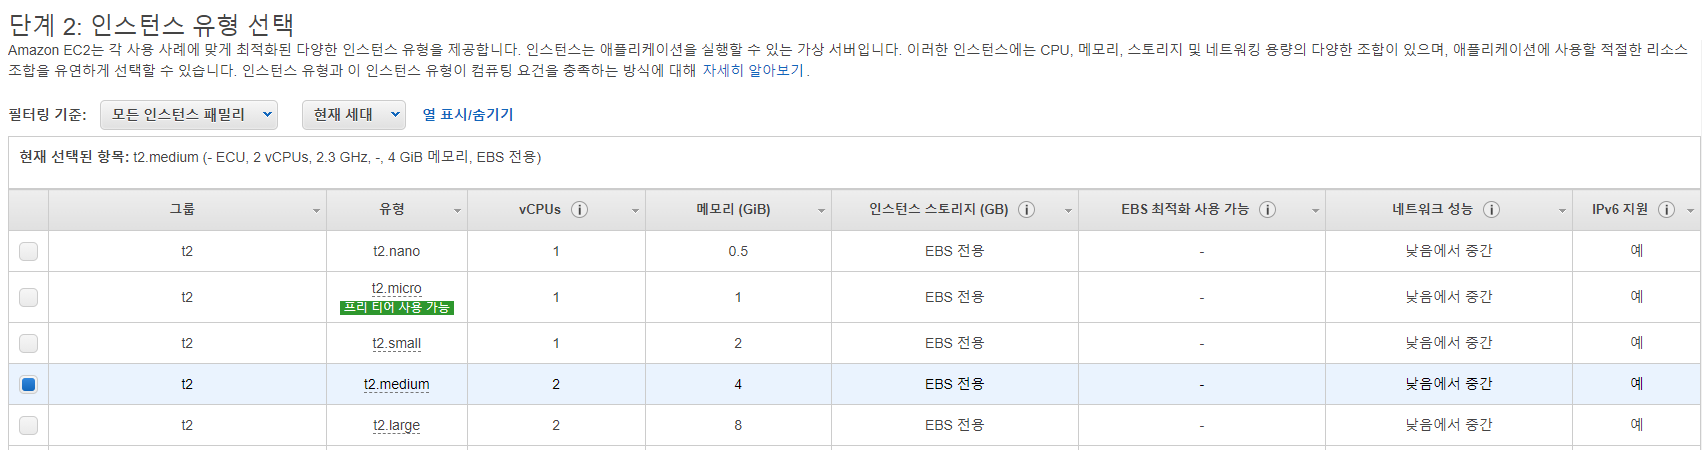 단계 2: 인스턴스 유형 선택
Amazon EC2는 각 사용 사례에 맞게 최적화된 다양한 인스턴스 유형을 제공합니다. 인스턴스는 애플리케이션을 실행할 수 있는 가상 서버입니다. 이러한 인스턴스에는 CPU, 메모리, 스토리지 및 네트워킹 용량의 다양한 조합이 있으며, 애플리케이션에 사용할 적절한 리소스
조합을 유연하게 선택할 수 있습니다. 인스턴스 유형과 이 인스턴스 유형이 컴퓨팅 요건을 충족하는 방식에 대해 자세히 알아보기.
필터링 기준: 모든 인스턴스 패밀리 현재 세대 열 표시/숨기기
현재 선택된 항목: t2.medium (- ECU, 2 vCPUs, 2.3 GHz, -, 4 GiB 메모리, EBS 전용)
그룹 유형 vCPUs 메모리 (GiB) 인스턴스 스토리지 (GB) EBS 최적화 사용 가능 네트워크 성능 IPv6 지원
t2 t2.nano 1 0.5 EBS 전용 - 낮음에서 중간 예
t2 t2.micro 1 1 EBS 전용 - 낮음에서 중간 예
프리 티어 사용 가능
t2 t2.small 1 2 EBS 전용 - 낮음에서 중간 예
t2 t2.medium 2 4 EBS 전용 - 낮음에서 중간 예
t2 t2.large 2 8 EBS 전용 - 낮음에서 중간 예